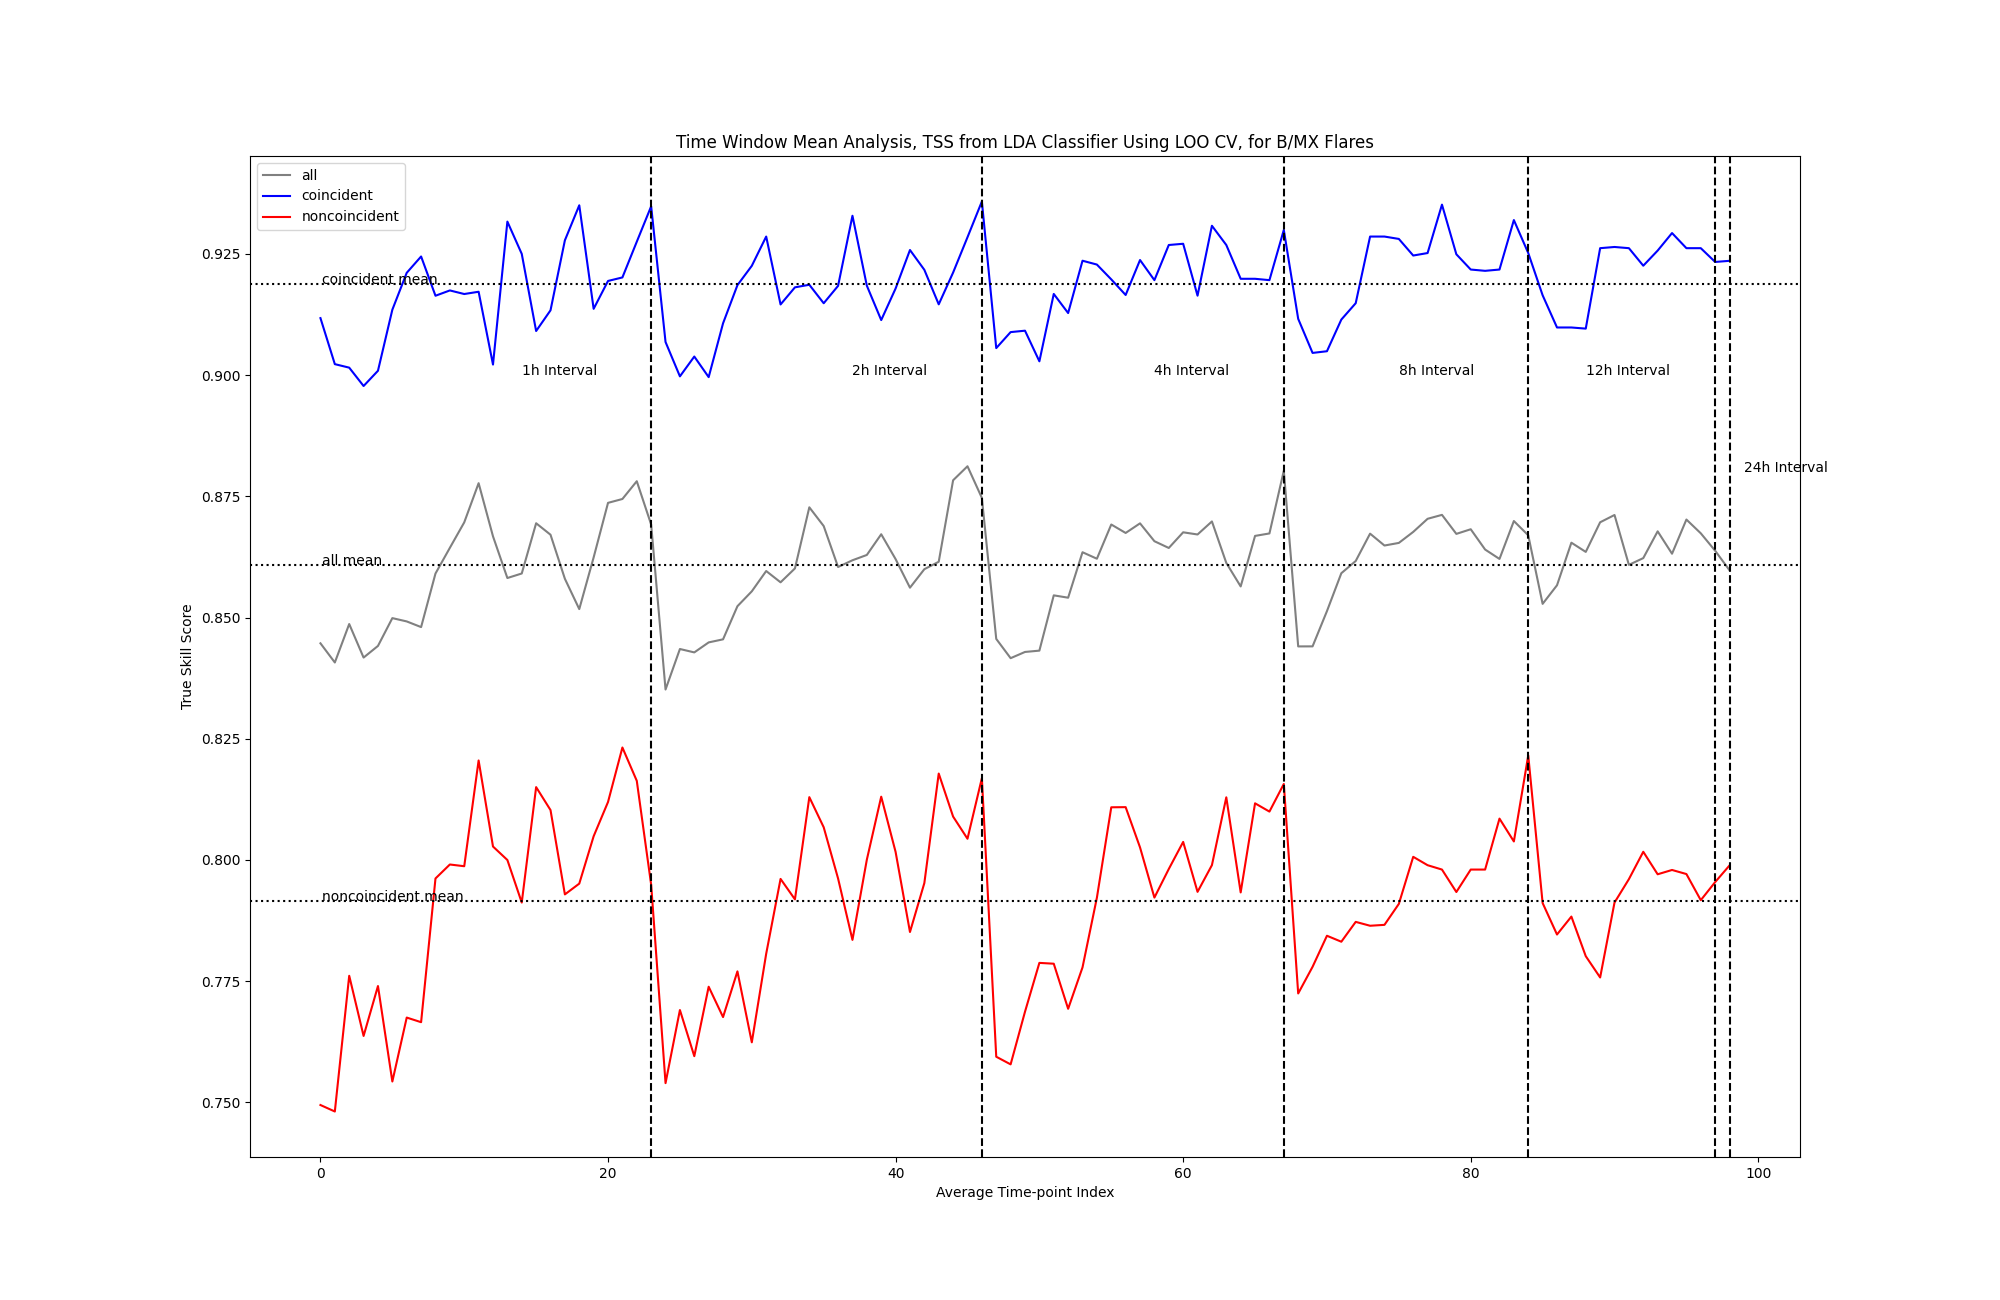 Time Window Mean Analysis, TSS from LDA Classifier Using LOO CV, for B/MX Flares
all
coincident
noncoincident
0.925
coincident mean
0.900
1h Interval
2h Interval
4h Interval
8h Interval
12h Interval
24h Interval
0.875
all mean
0.850
True Skill Score
0.825
0.800
noncoincident mean
0.775
0.750
0
20
40
60
80
100
Average Time-point Index